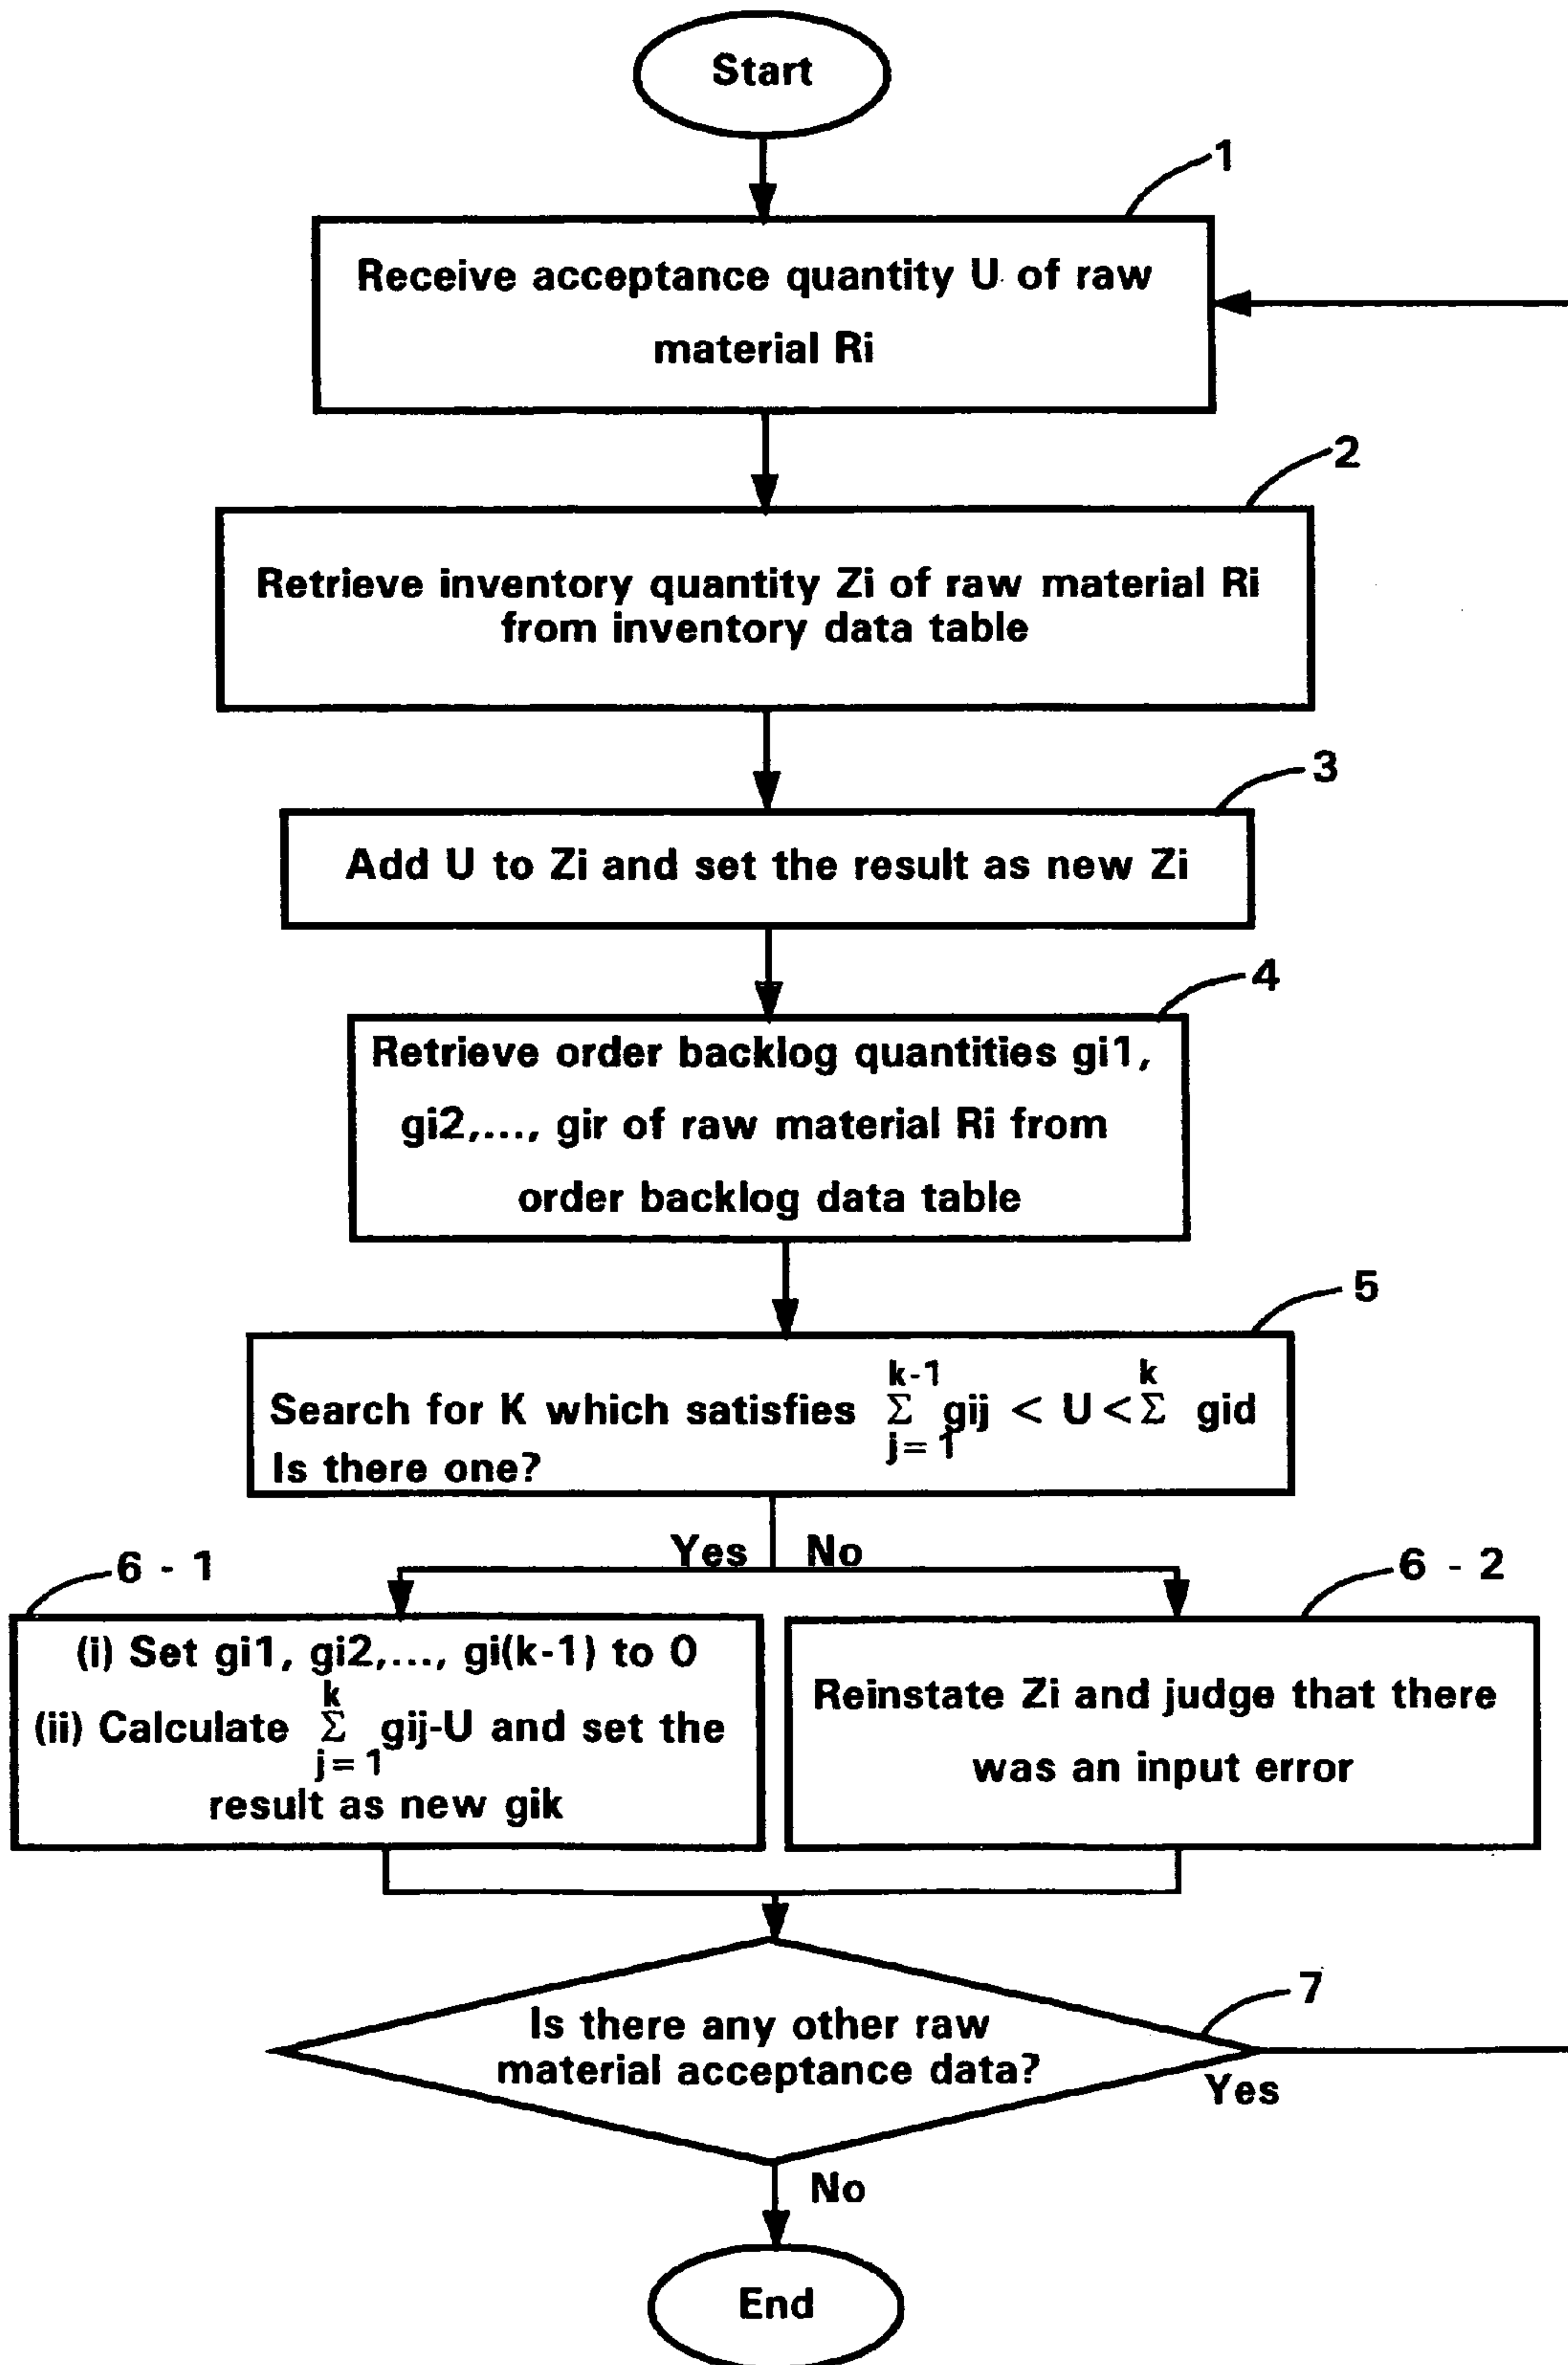 Start
1
Receive acceptance quantity U of raw
material Ri
2
Retrieve inventory quantity Zi of raw material Ri
from inventory data table
3
Add U to Zi and set the result as new Zi
4
Retrieve order backlog quantities gi1,
gi2,..., gir of raw material Ri from
order backlog data table
5
k-1 k
Search for K which satisfies Σ gij < U < Σ gid
j= 1
Is there one?
Yes No
6 - 1
6 - 2
(i) Set gi1, gi2,..., gi(k-1) to 0
k
(ii) Calculate Σ gij-U and set the
j= 1
result as new gik
Reinstate Zi and judge that there
was an input error
7
Is there any other raw
material acceptance data?
Yes
No
End